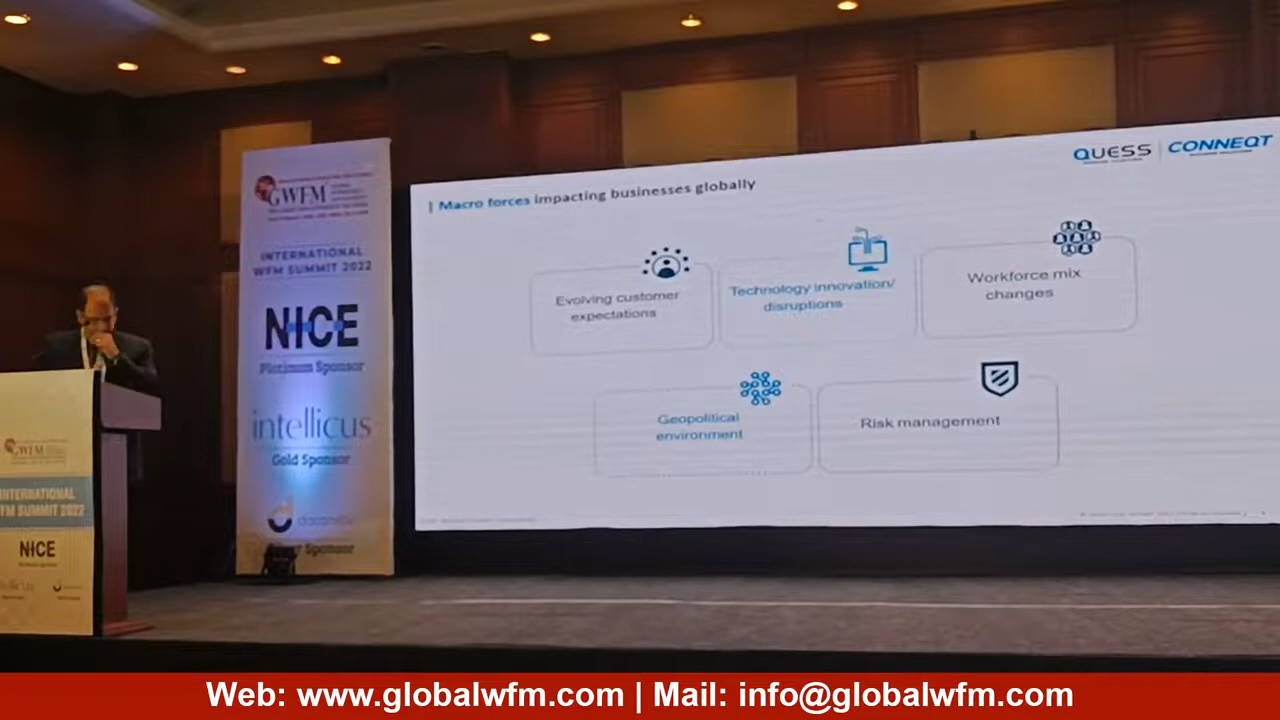 GWFM
INTERNATIONAL
WFM SUMMIT 2022
NICE
Platinum Sponsor
intellicus
Gold Sponsor
Sponsor
GWFM
INTERNATIONAL
WFM SUMMIT 2022
NICE
QUESS | CONNEQT
| Macro forces impacting businesses globally
Evolving customer
expectations
Technology innovation/
disruptions
Workforce mix
changes
Geopolitical
environment
Risk management
Web: www.globalwfm.com | Mail: info@globalwfm.com